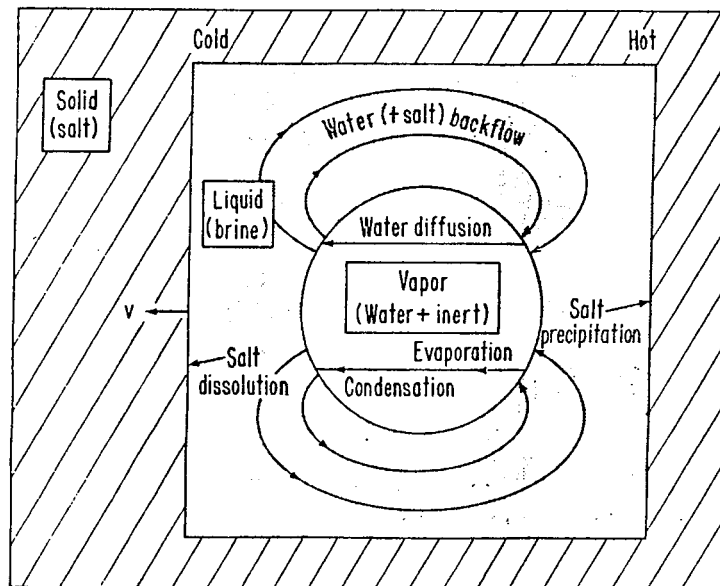 Cold
Hot
Solid
(salt)
Water (+ salt) backflow
Liquid
(brine)
Water diffusion
Vapor
(Water + inert)
v
Salt
precipitation
Salt
dissolution
Evaporation
Condensation